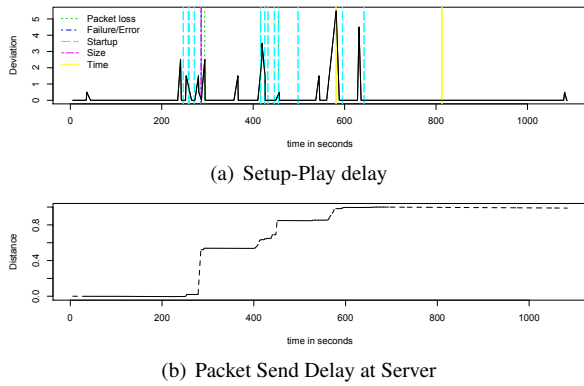 Packet loss
Failure/Error
Startup
Size
Time
Deviation
0 1 2 3 4 5
0 200 400 600 800 1000
time in seconds
(a) Setup-Play delay
Distance
0.0 0.4 0.8
0 200 400 600 800 1000
time in seconds
(b) Packet Send Delay at Server